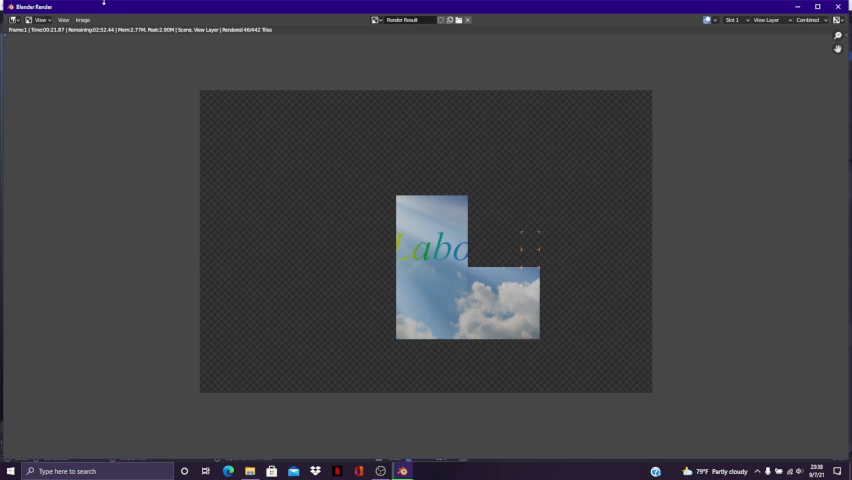 Blender Render
View View Image Render Result Slot 1 View Layer Combined
Frame:1 | Time:00:21.87 | Remaining:02:52.44 | Mem:2.77M, Peak:2.90M | Scene, View Layer | Rendered 46/442 Tiles
Labo
Type here to search 79°F Partly cloudy 23:38
9/7/21